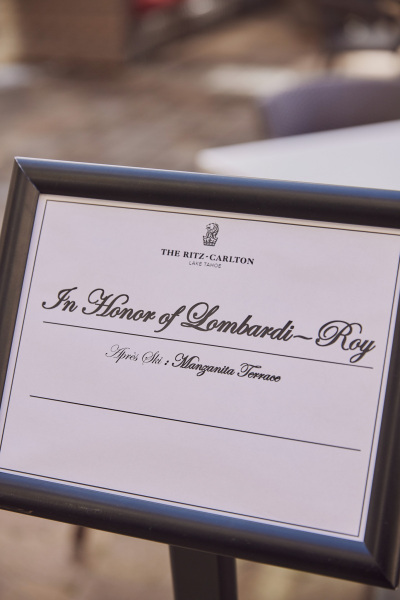 THE RITZ-CARLTON
LAKE TAHOE
In Honor of Lombardi~Roy
Après Ski : Manzanita Terrace